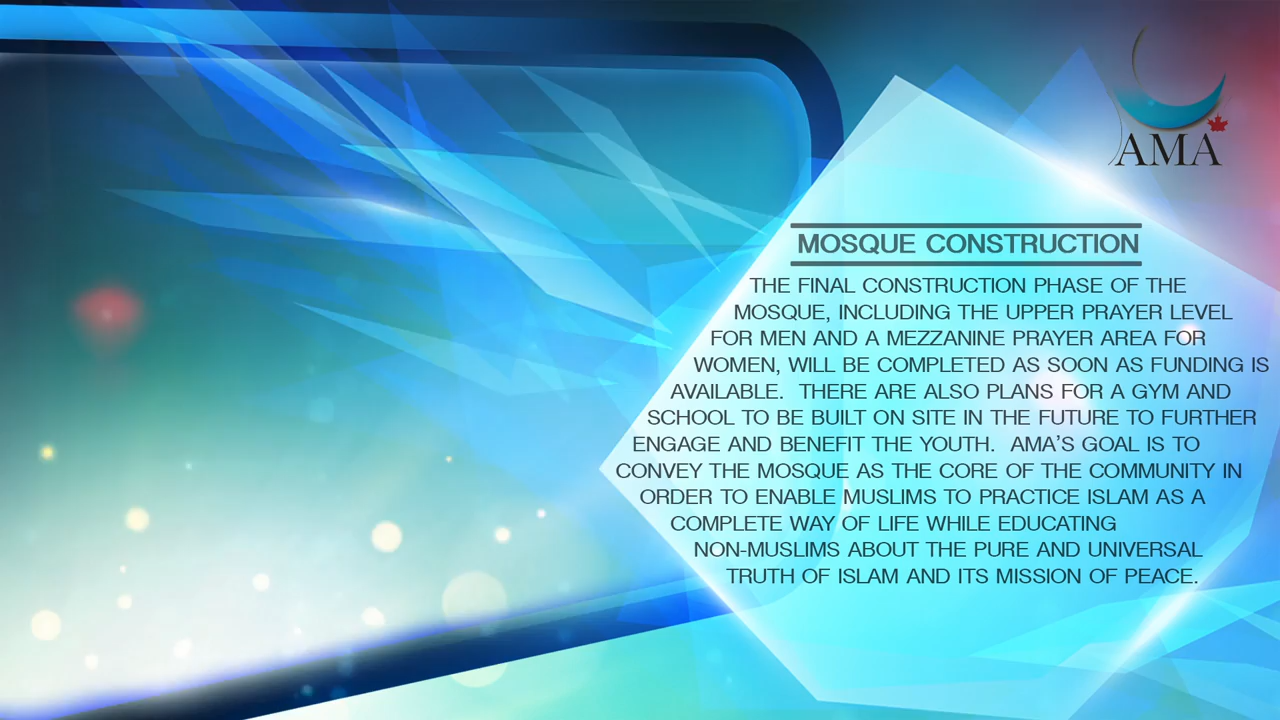 AMA
MOSQUE CONSTRUCTION
THE FINAL CONSTRUCTION PHASE OF THE
MOSQUE, INCLUDING THE UPPER PRAYER LEVEL
FOR MEN AND A MEZZANINE PRAYER AREA FOR
WOMEN, WILL BE COMPLETED AS SOON AS FUNDING IS
AVAILABLE.  THERE ARE ALSO PLANS FOR A GYM AND
SCHOOL TO BE BUILT ON SITE IN THE FUTURE TO FURTHER
ENGAGE AND BENEFIT THE YOUTH.  AMA'S GOAL IS TO
CONVEY THE MOSQUE AS THE CORE OF THE COMMUNITY IN
ORDER TO ENABLE MUSLIMS TO PRACTICE ISLAM AS A
COMPLETE WAY OF LIFE WHILE EDUCATING
NON-MUSLIMS ABOUT THE PURE AND UNIVERSAL
TRUTH OF ISLAM AND ITS MISSION OF PEACE.